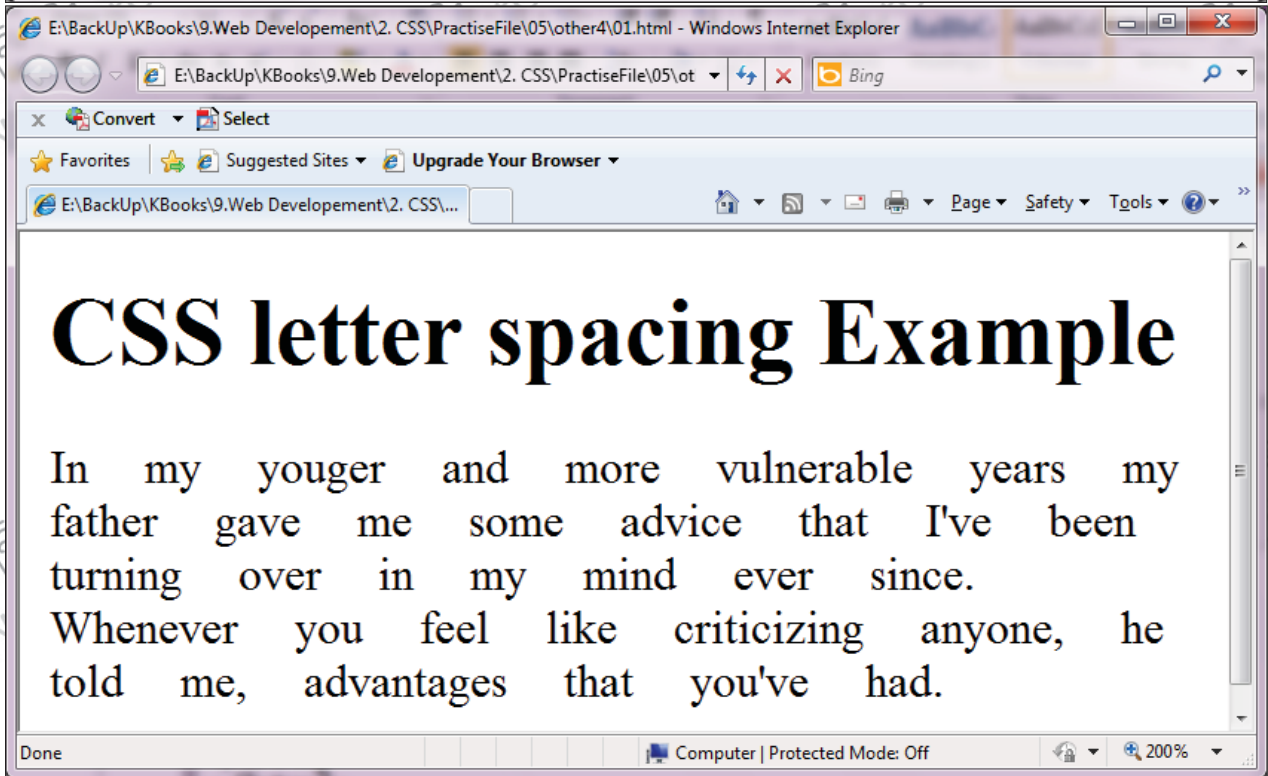 E:\BackUp\KBooks\9.Web Developement\2. CSS\PractiseFile\05\other4\01.html - Windows Internet Explorer
E:\BackUp\KBooks\9.Web Developement\2. CSS\PractiseFile\05\ot
Bing
x Convert Select
Favorites Suggested Sites Upgrade Your Browser
E:\BackUp\KBooks\9.Web Developement\2. CSS\...
Page Safety Tools
CSS letter spacing Example
In my youger and more vulnerable years my
father gave me some advice that I've been
turning over in my mind ever since.
Whenever you feel like criticizing anyone, he
told me, advantages that you've had.
Done
Computer | Protected Mode: Off
200%